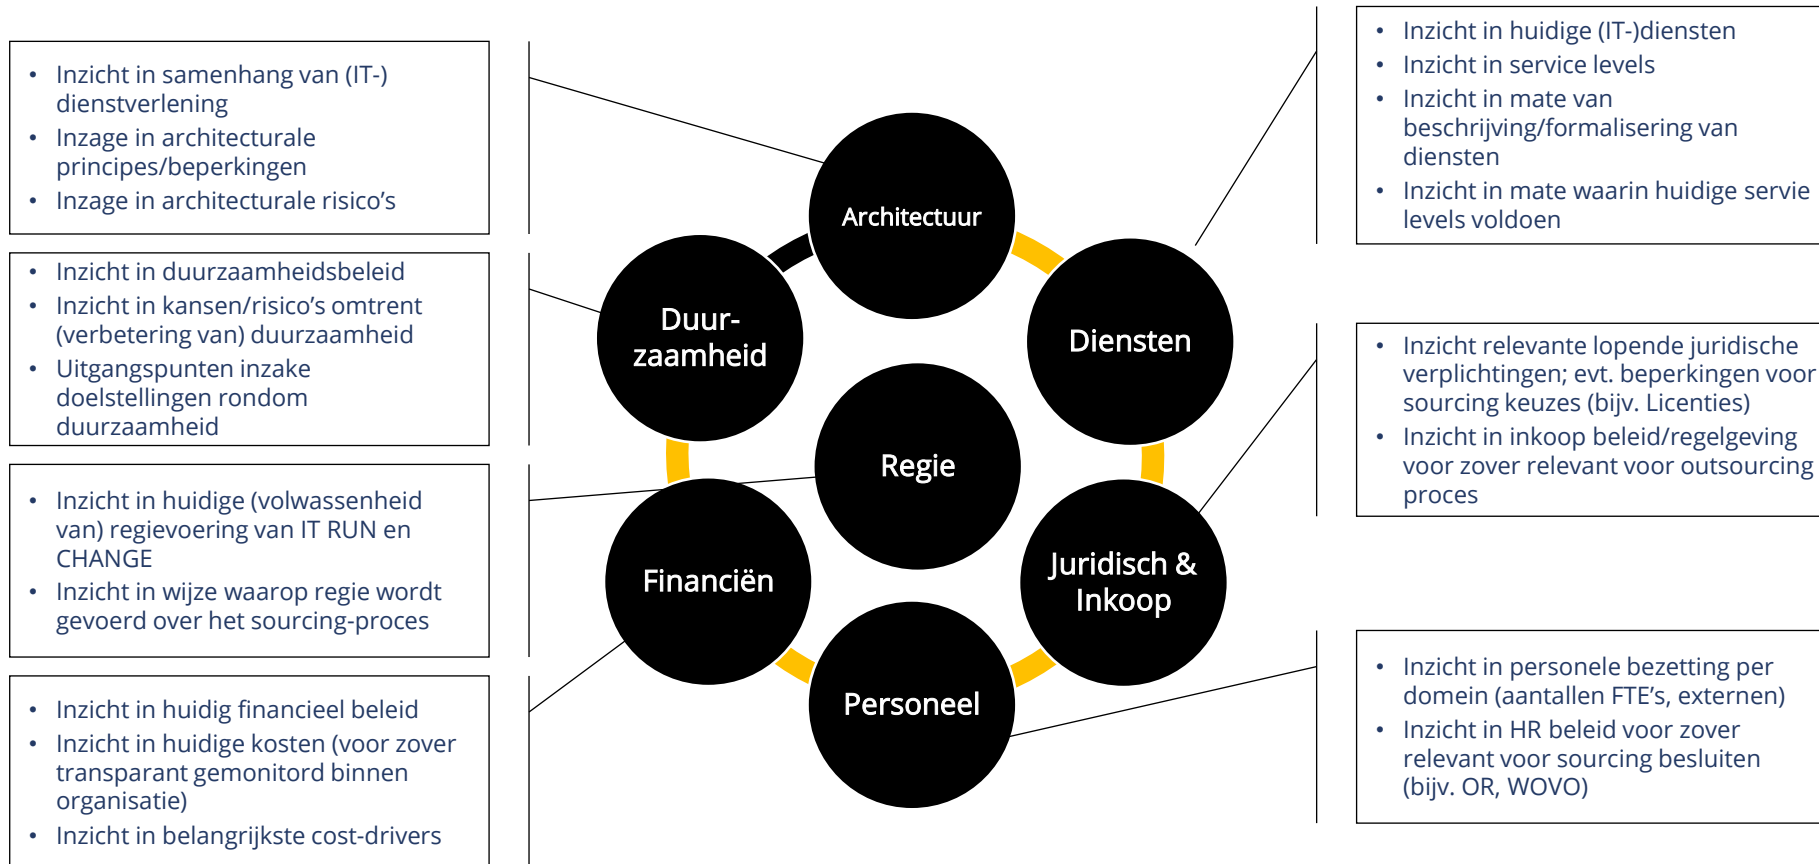 • Inzicht in samenhang van (IT-)
dienstverlening
• Inzage in architecturale
principes/beperkingen
• Inzage in architecturale risico’s
• Inzicht in duurzaamheidsbeleid
• Inzicht in kansen/risico’s omtrent
(verbetering van) duurzaamheid
• Uitgangspunten inzake
doelstellingen rondom
duurzaamheid
• Inzicht in huidige (volwassenheid
van) regievoering van IT RUN en
CHANGE
• Inzicht in wijze waarop regie wordt
gevoerd over het sourcing-proces
• Inzicht in huidig financieel beleid
• Inzicht in huidige kosten (voor zover
transparant gemonitord binnen
organisatie)
• Inzicht in belangrijkste cost-drivers
Architectuur
Duur-
zaamheid
Diensten
Regie
Financiën
Juridisch &
Inkoop
Personeel
• Inzicht in huidige (IT-)diensten
• Inzicht in service levels
• Inzicht in mate van
beschrijving/formalisering van
diensten
• Inzicht in mate waarin huidige servie
levels voldoen
• Inzicht relevante lopende juridische
verplichtingen; evt. beperkingen voor
sourcing keuzes (bijv. Licenties)
• Inzicht in inkoop beleid/regelgeving
voor zover relevant voor outsourcing
proces
• Inzicht in personele bezetting per
domein (aantallen FTE’s, externen)
• Inzicht in HR beleid voor zover
relevant voor sourcing besluiten
(bijv. OR, WOVO)